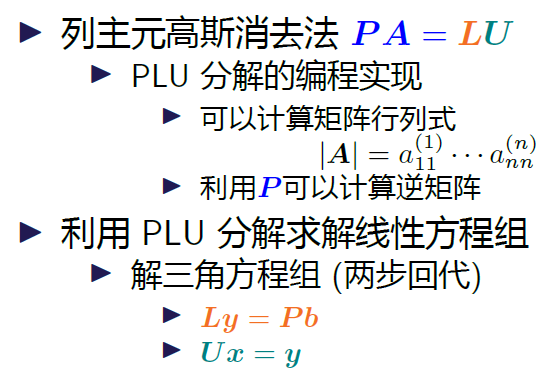 ▶ 列主元高斯消去法 PA = LU
▶ PLU 分解的编程实现
▶ 可以计算矩阵行列式
|A| = a_{11}^{(1)} ⋯ a_{nn}^{(n)}
▶ 利用P可以计算逆矩阵
▶ 利用 PLU 分解求解线性方程组
▶ 解三角方程组 (两步回代)
▶ Ly = Pb
▶ Ux = y